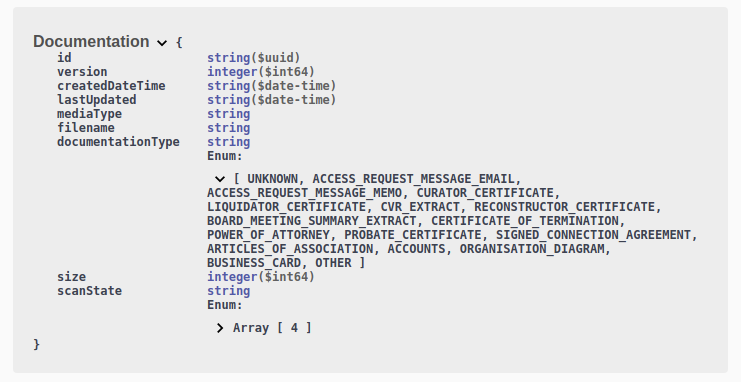 Documentation {
id string($uuid)
version integer($int64)
createdDateTime string($date-time)
lastUpdated string($date-time)
mediaType string
filename string
documentationType string
Enum:
[ UNKNOWN, ACCESS_REQUEST_MESSAGE_EMAIL,
ACCESS_REQUEST_MESSAGE_MEMO, CURATOR_CERTIFICATE,
LIQUIDATOR_CERTIFICATE, CVR_EXTRACT, RECONSTRUCTOR_CERTIFICATE,
BOARD_MEETING_SUMMARY_EXTRACT, CERTIFICATE_OF_TERMINATION,
POWER_OF_ATTORNEY, PROBATE_CERTIFICATE, SIGNED_CONNECTION_AGREEMENT,
ARTICLES_OF_ASSOCIATION, ACCOUNTS, ORGANISATION_DIAGRAM,
BUSINESS_CARD, OTHER ]
size integer($int64)
scanState string
Enum:
Array [ 4 ]
}